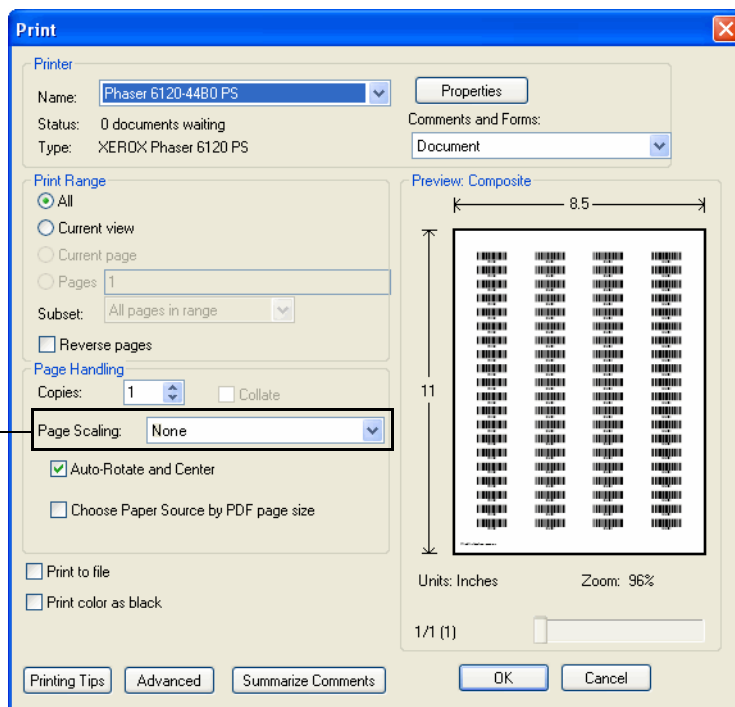 Print
Printer
Name: Phaser 6120-44B0 PS
Properties
Status: 0 documents waiting
Comments and Forms:
Type: XEROX Phaser 6120 PS
Document
Print Range
All
Current view
Current page
Pages 1
Subset: All pages in range
Reverse pages
Page Handling
Copies: 1
Collate
Page Scaling: None
Auto-Rotate and Center
Choose Paper Source by PDF page size
Print to file
Print color as black
Preview: Composite
8.5
11
Units: Inches Zoom: 96%
1/1 (1)
Printing Tips
Advanced
Summarize Comments
OK
Cancel